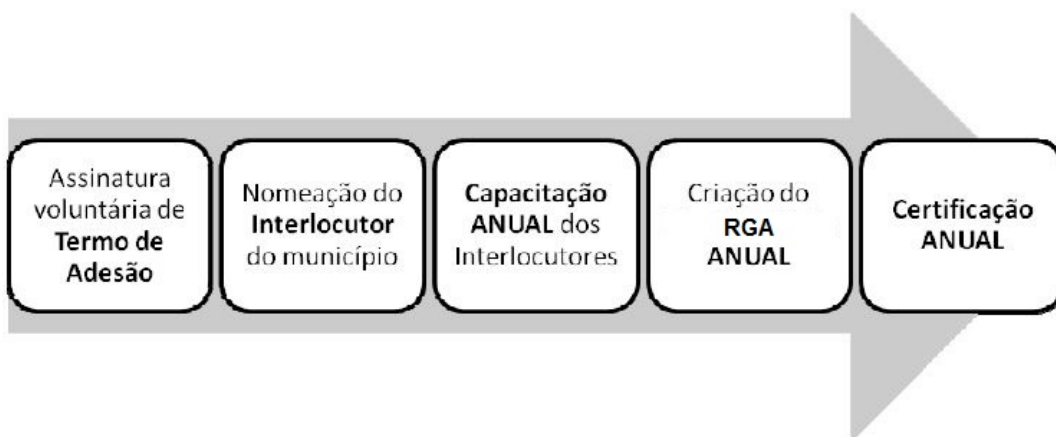 Assinatura
voluntária de
Termo de
Adesão
Nomeação do
Interlocutor
do município
Capacitação
ANUAL dos
Interlocutores
Criação do
RGA
ANUAL
Certificação
ANUAL